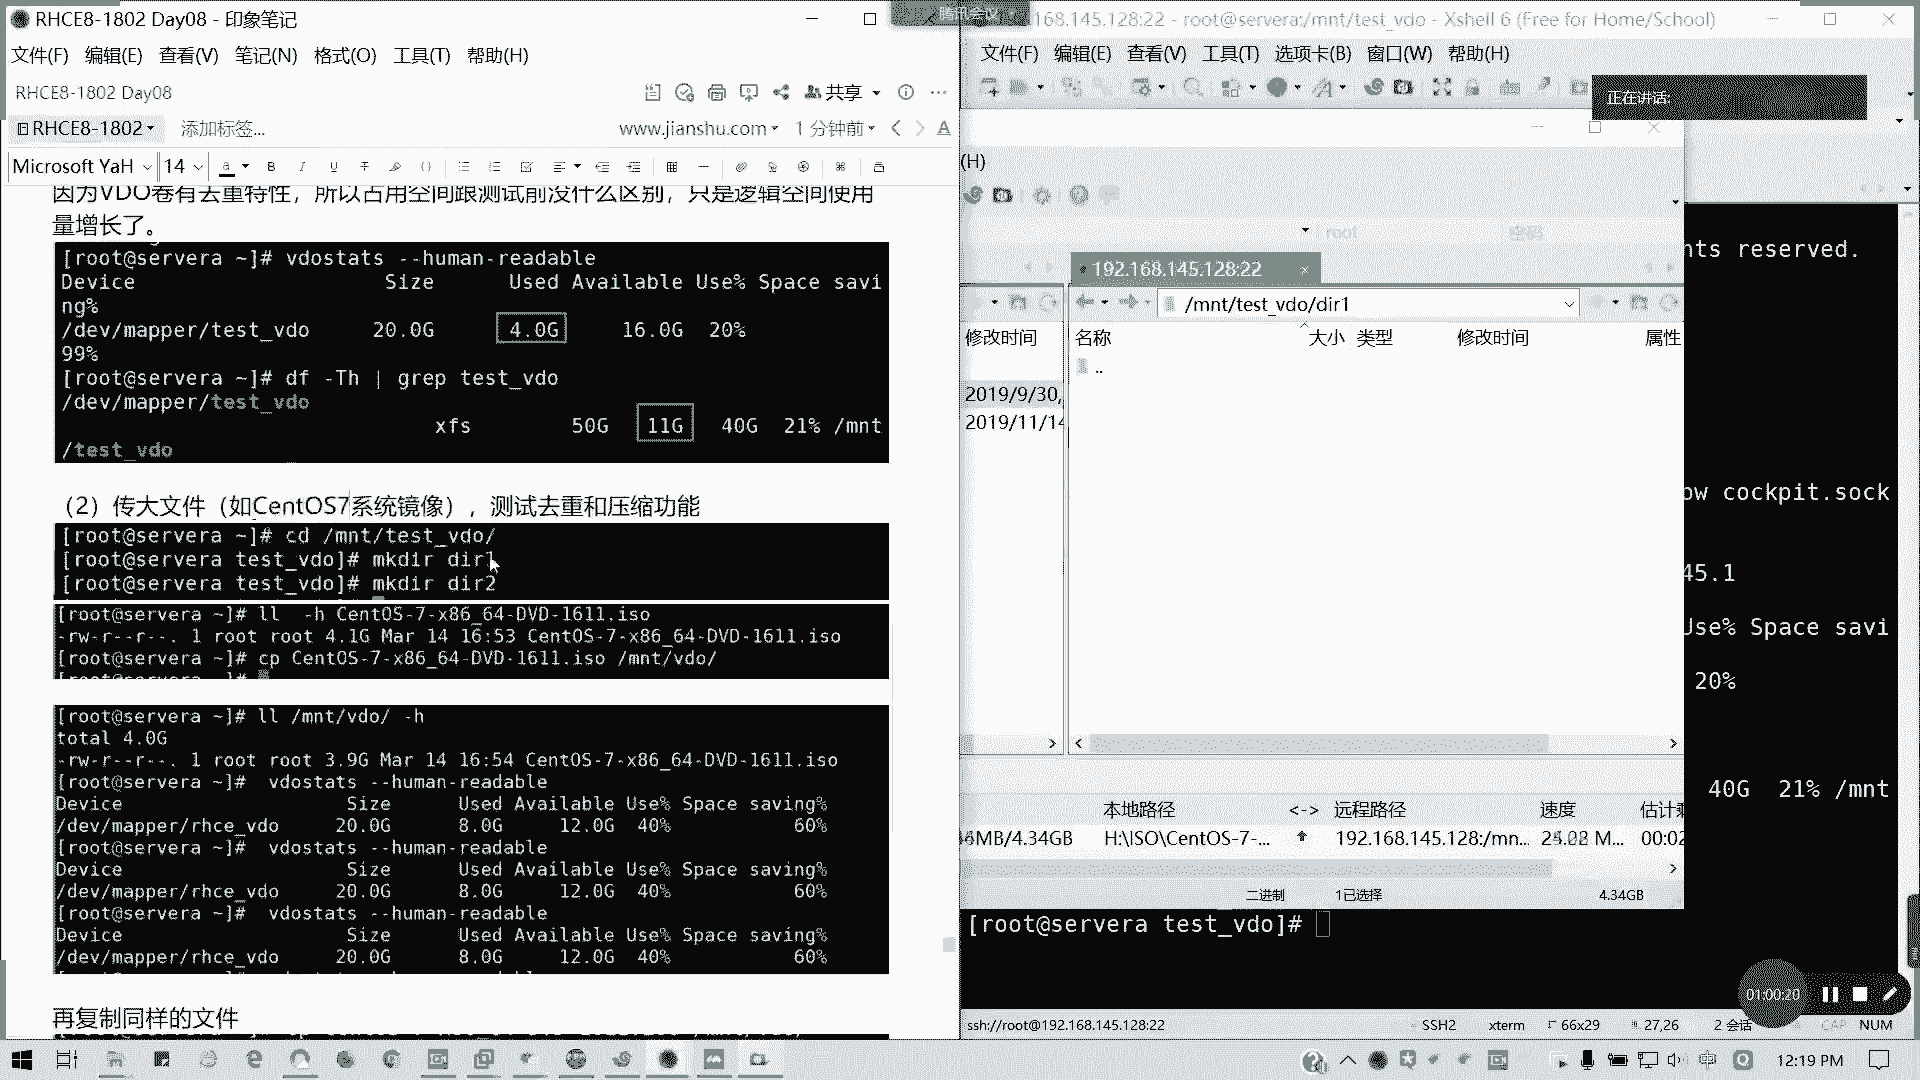 RHCE8-1802 Day08 - 印象笔记
文件(F) 编辑(E) 查看(V) 笔记(N) 格式(O) 工具(T) 帮助(H)
RHCE8-1802 Day08
共享
RHCE8-1802
添加标签...
www.jianshu.com
1 分钟前
Microsoft YaH
14
因为VDO卷有去重特性，所以占用空间跟测试前没什么区别，只是逻辑空间使用
量增长了。
[root@servera ~]# vdostats --human-readable
Device Size Used Available Use% Space savi
ng%
/dev/mapper/test_vdo 20.0G 4.0G 16.0G 20%
99%
[root@servera ~]# df -Th | grep test_vdo
/dev/mapper/test_vdo
xfs 50G 11G 40G 21% /mnt
/test_vdo
（2）传大文件（如CentOS7系统镜像），测试去重和压缩功能
[root@servera ~]# cd /mnt/test_vdo/
[root@servera test_vdo]# mkdir dir1
[root@servera test_vdo]# mkdir dir2
[root@servera ~]# ll -h CentOS-7-x86_64-DVD-1611.iso
-rw-r--r--. 1 root root 4.1G Mar 14 16:53 CentOS-7-x86_64-DVD-1611.iso
[root@servera ~]# cp CentOS-7-x86_64-DVD-1611.iso /mnt/vdo/
[root@servera ~]# ll /mnt/vdo/ -h
total 4.0G
-rw-r--r--. 1 root root 3.9G Mar 14 16:54 CentOS-7-x86_64-DVD-1611.iso
[root@servera ~]# vdostats --human-readable
Device Size Used Available Use% Space saving%
/dev/mapper/rhce_vdo 20.0G 8.0G 12.0G 40% 60%
[root@servera ~]# vdostats --human-readable
Device Size Used Available Use% Space saving%
/dev/mapper/rhce_vdo 20.0G 8.0G 12.0G 40% 60%
[root@servera ~]# vdostats --human-readable
Device Size Used Available Use% Space saving%
/dev/mapper/rhce_vdo 20.0G 8.0G 12.0G 40% 60%
再复制同样的文件
腾讯会议
168.145.128:22 - root@servera:/mnt/test_vdo - Xshell 6 (Free for Home/School)
文件(F) 编辑(E) 查看(V) 工具(T) 选项卡(B) 窗口(W) 帮助(H)
正在讲话:
(H)
root
密码
192.168.145.128:22
/mnt/test_vdo/dir1
修改时间
名称 大小 类型 修改时间 属性
..
2019/9/30,
2019/11/14
本地路径 <-> 远程路径 速度
MB/4.34GB H:\ISO\CentOS-7-... 192.168.145.128:/mn... M... 00:02
二进制 1已选择 4.34GB
nts reserved.
ow cockpit.sock
45.1
Use% Space savi
20%
40G 21% /mnt
[root@servera test_vdo]#
01:00:20
ssh://root@192.168.145.128:22
SSH2 xterm 66x29 27,26 2 会话 CAP NUM
中
12:19 PM